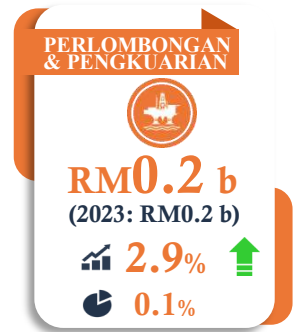 PERLOMBONGAN
& PENGKUARIAN
RM0.2 b
(2023: RM0.2 b)
2.9%
0.1%